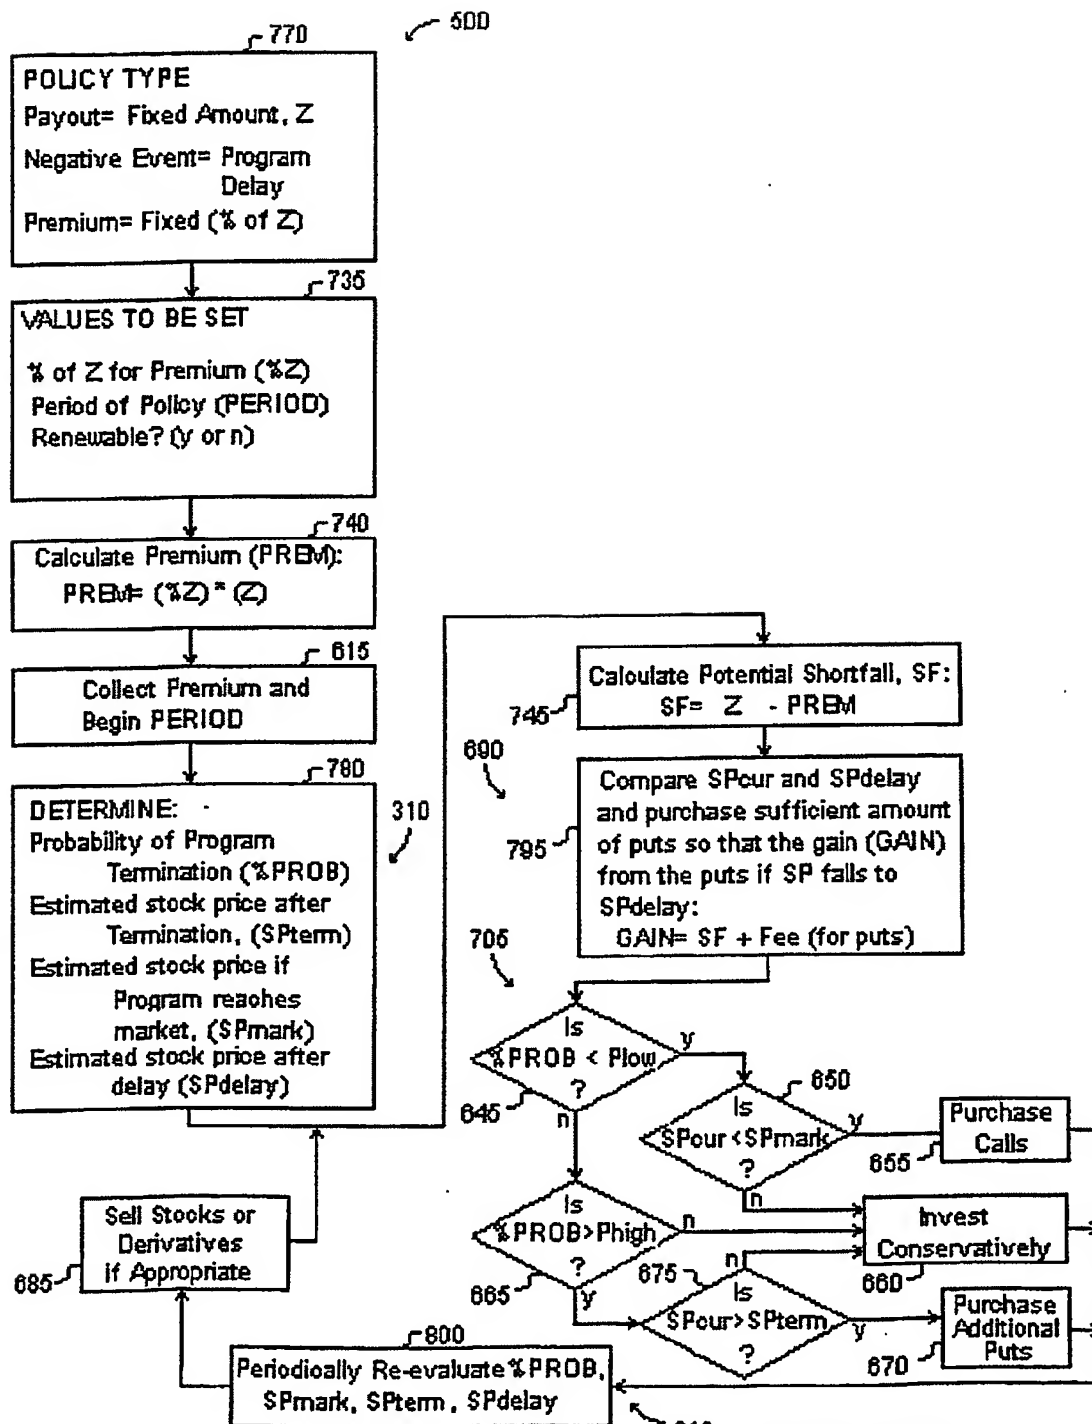 500
770
POLICY TYPE
Payout= Fixed Amount, Z
Negative Event= Program
Delay
Premium= Fixed (% of Z)
735
VALUES TO BE SET
% of Z for Premium (%Z)
Period of Policy (PERIOD)
Renewable? (y or n)
740
Calculate Premium (PREM):
PREM= (%Z) * (Z)
615
Collect Premium and
Begin PERIOD
780
DETERMINE:
Probability of Program
Termination (%PROB)
Estimated stock price after
Termination, (SPterm)
Estimated stock price if
Program reaches
market, (SPmark)
Estimated stock price after
delay (SPdelay)
310
Calculate Potential Shortfall, SF:
SF= Z - PREM
745
690
Compare SPcur and SPdelay
and purchase sufficient amount
of puts so that the gain (GAIN)
from the puts if SP falls to
SPdelay:
GAIN= SF + Fee (for puts)
795
705
Is
%PROB < Plow
?
645
y
n
650
Is
SPcur < SPmark
?
y
n
Purchase
Calls
655
Is
%PROB>Phigh
?
665
n
y
Invest
Conservatively
660
675
n
Is
SPcur>SPterm
?
y
Purchase
Additional
Puts
670
Sell Stocks or
Derivatives
if Appropriate
685
800
Periodically Re-evaluate %PROB,
SPmark, SPterm, SPdelay